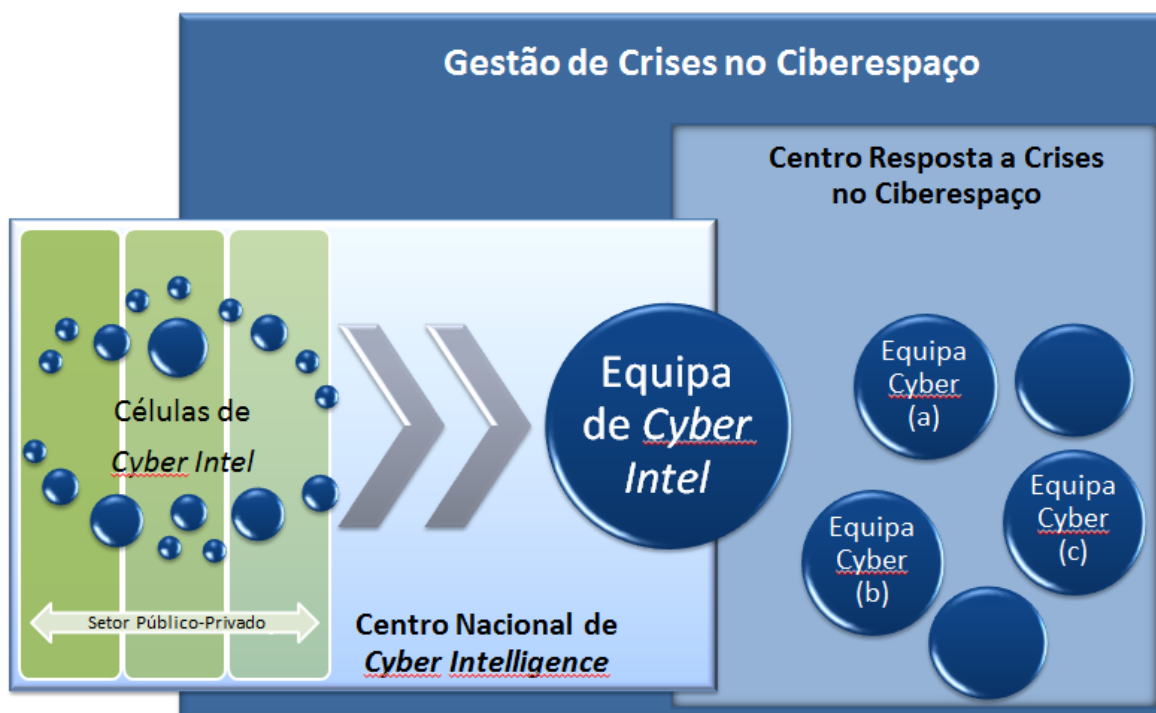 Gestão de Crises no Ciberespaço
Centro Resposta a Crises
no Ciberespaço
Células de
Cyber Intel
Setor Público-Privado
Equipa
de Cyber
Intel
Centro Nacional de
Cyber Intelligence
Equipa
Cyber
(a)
Equipa
Cyber
(b)
Equipa
Cyber
(c)